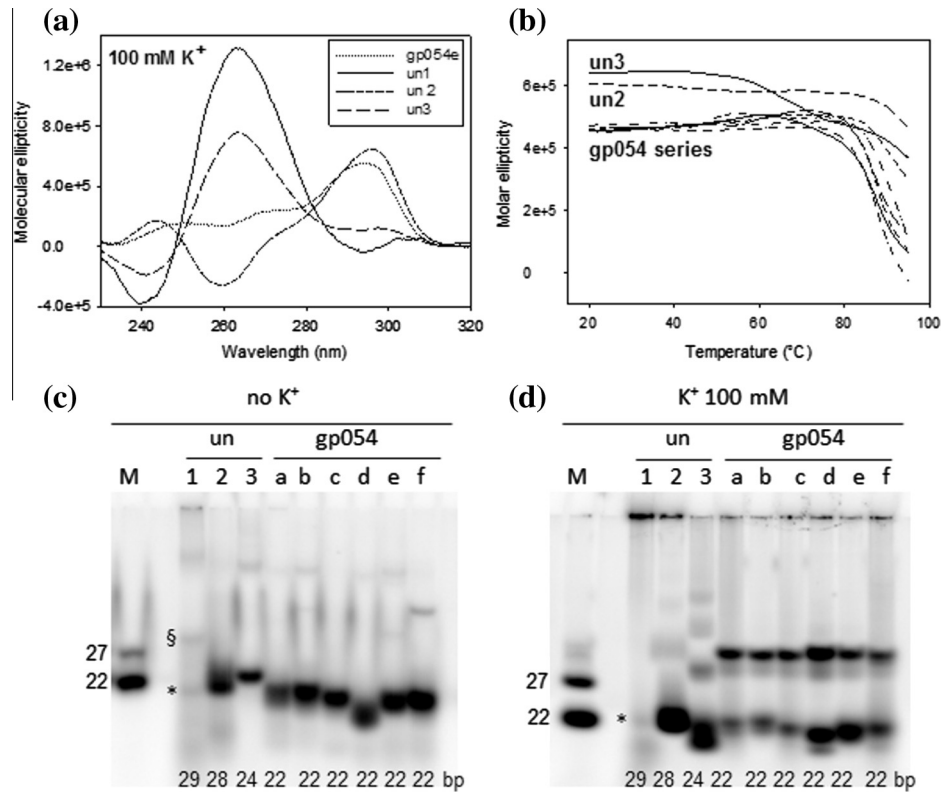 (a)
100 mM K+
gp054e
un1
un 2
un3
1.2e+6
8.0e+5
4.0e+5
0.0
-4.0e+5
Molecular ellipticity
240 260 280 300 320
Wavelength (nm)
(b)
un3
un2
gp054 series
6e+5
4e+5
2e+5
0
Molar ellipticity
20 40 60 80 100
Temperature (°C)
(c)
no K+
un gp054
M 1 2 3 a b c d e f
§
27
22
*
29 28 24 22 22 22 22 22 22 bp
(d)
K+ 100 mM
un gp054
M 1 2 3 a b c d e f
27
22
*
29 28 24 22 22 22 22 22 22 bp